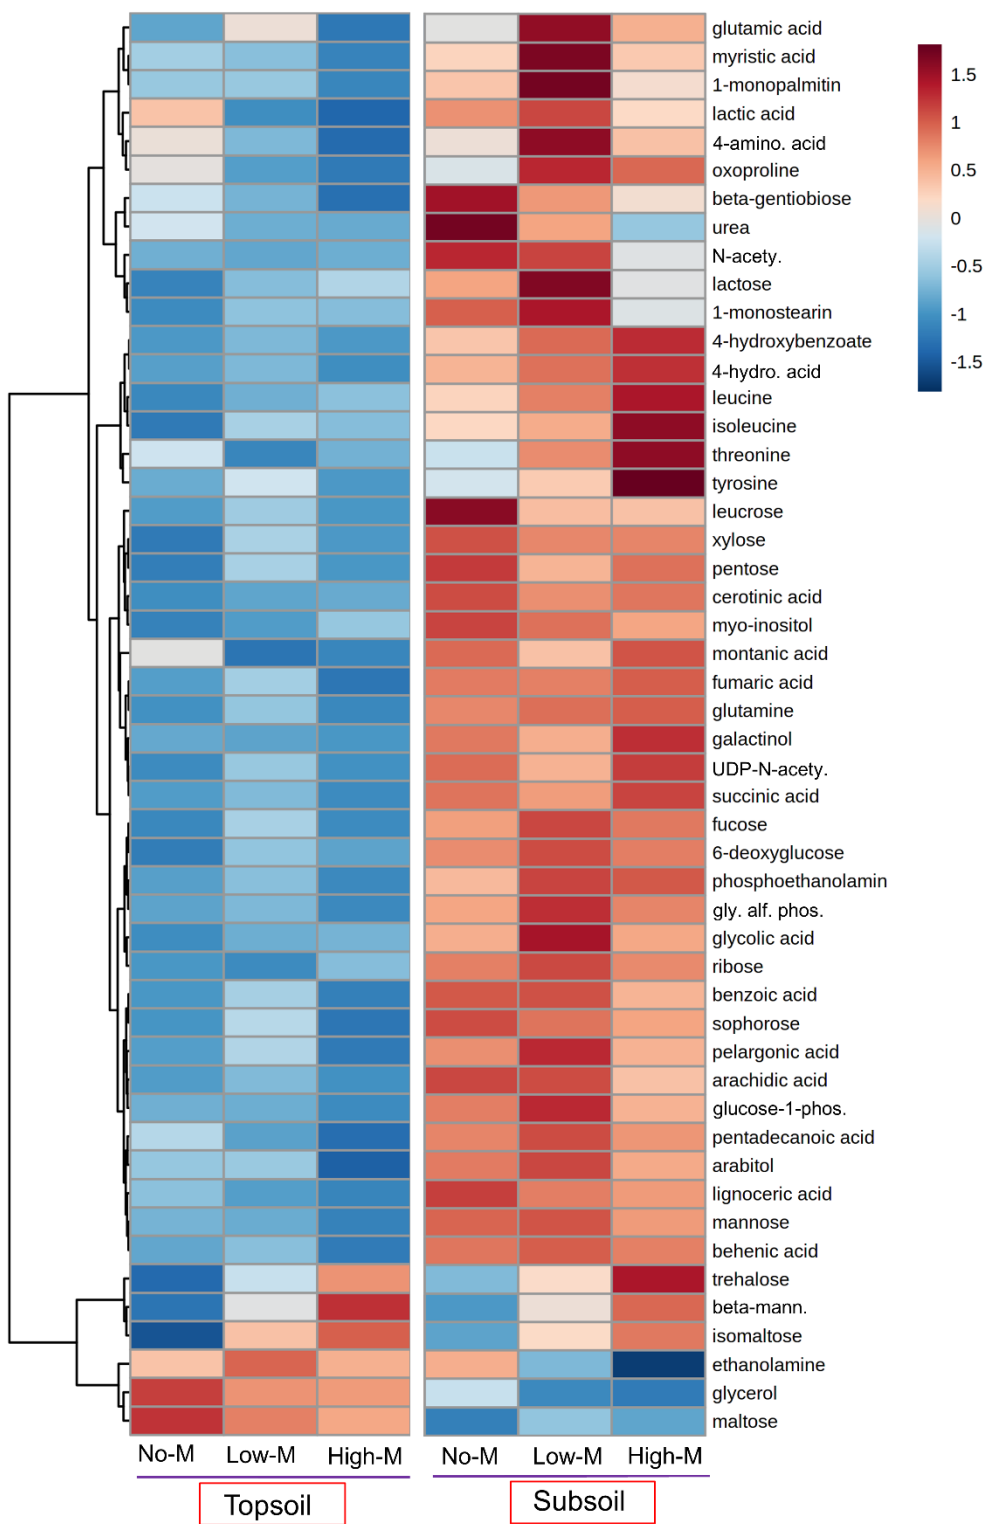 glutamic acid
myristic acid
1-monopalmitin
lactic acid
4-amino. acid
oxoproline
beta-gentiobiose
urea
N-acety.
lactose
1-monostearin
4-hydroxybenzoate
4-hydro. acid
leucine
isoleucine
threonine
tyrosine
leucrose
xylose
pentose
cerotinic acid
myo-inositol
montanic acid
fumaric acid
glutamine
galactinol
UDP-N-acety.
succinic acid
fucose
6-deoxyglucose
phosphoethanolamin
gly. alf. phos.
glycolic acid
ribose
benzoic acid
sophorose
pelargonic acid
arachidic acid
glucose-1-phos.
pentadecanoic acid
arabitol
lignoceric acid
mannose
behenic acid
trehalose
beta-mann.
isomaltose
ethanolamine
glycerol
maltose
1.5
1
0.5
0
-0.5
-1
-1.5
No-M Low-M High-M No-M Low-M High-M
Topsoil Subsoil